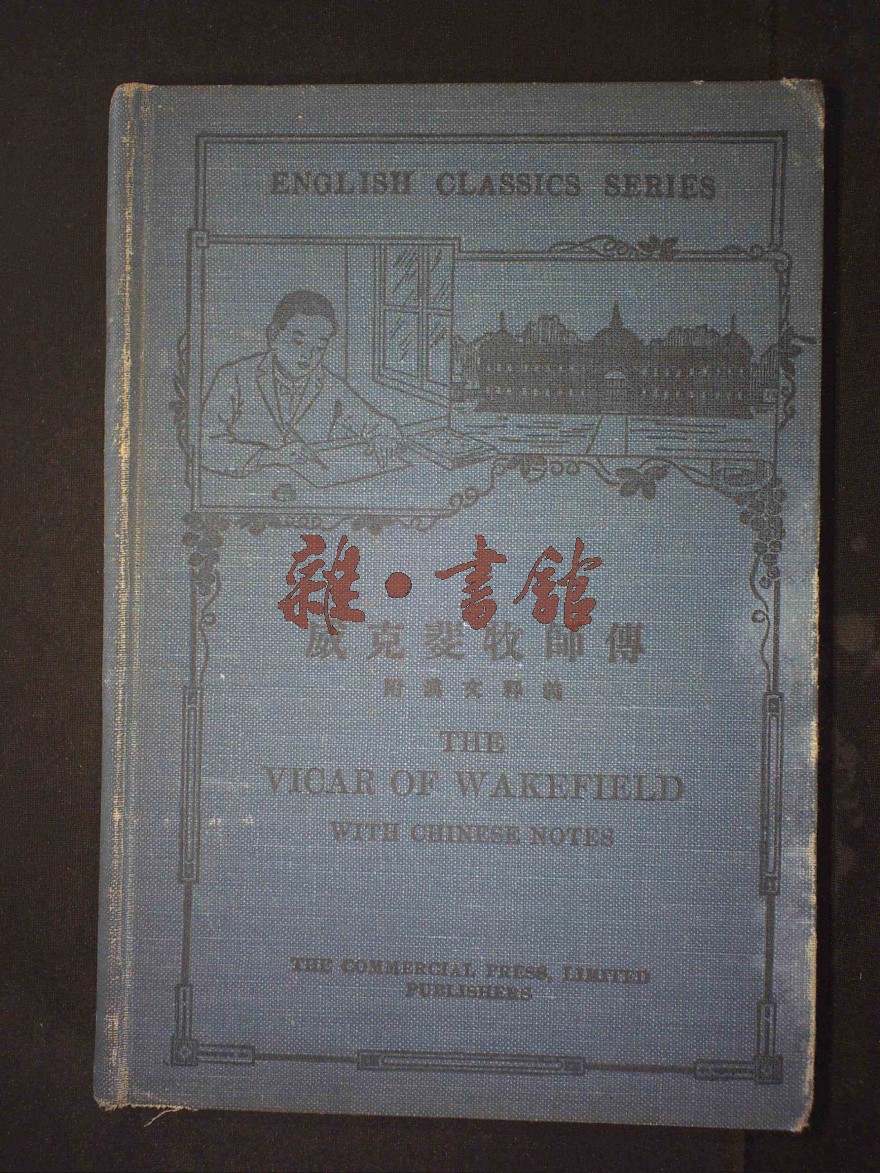 ENGLISH CLASSICS SERIES
雜·書館
威克斐牧師傳
附漢文釋義
THE
VICAR OF WAKEFIELD
WITH CHINESE NOTES
THE COMMERCIAL PRESS, LIMITED
PUBLISHERS